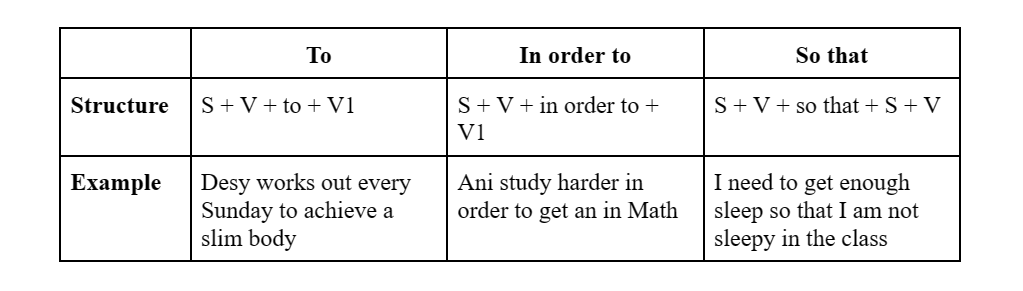 To In order to So that
Structure S + V + to + V1 S + V + in order to + S + V + so that + S + V
V1
Example Desy works out every Ani study harder in I need to get enough
Sunday to achieve a order to get an in Math sleep so that I am not
slim body sleepy in the class